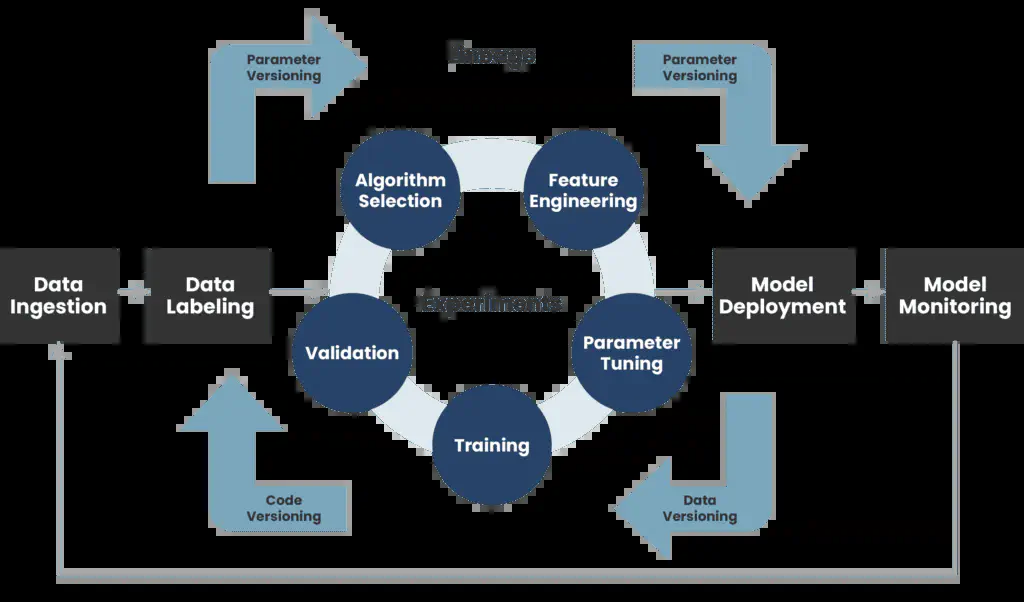 Parameter
Versioning
Lineage
Parameter
Versioning
Algorithm
Selection
Feature
Engineering
Data
Ingestion
Data
Labeling
Experiments
Model
Deployment
Model
Monitoring
Validation
Parameter
Tuning
Training
Code
Versioning
Data
Versioning